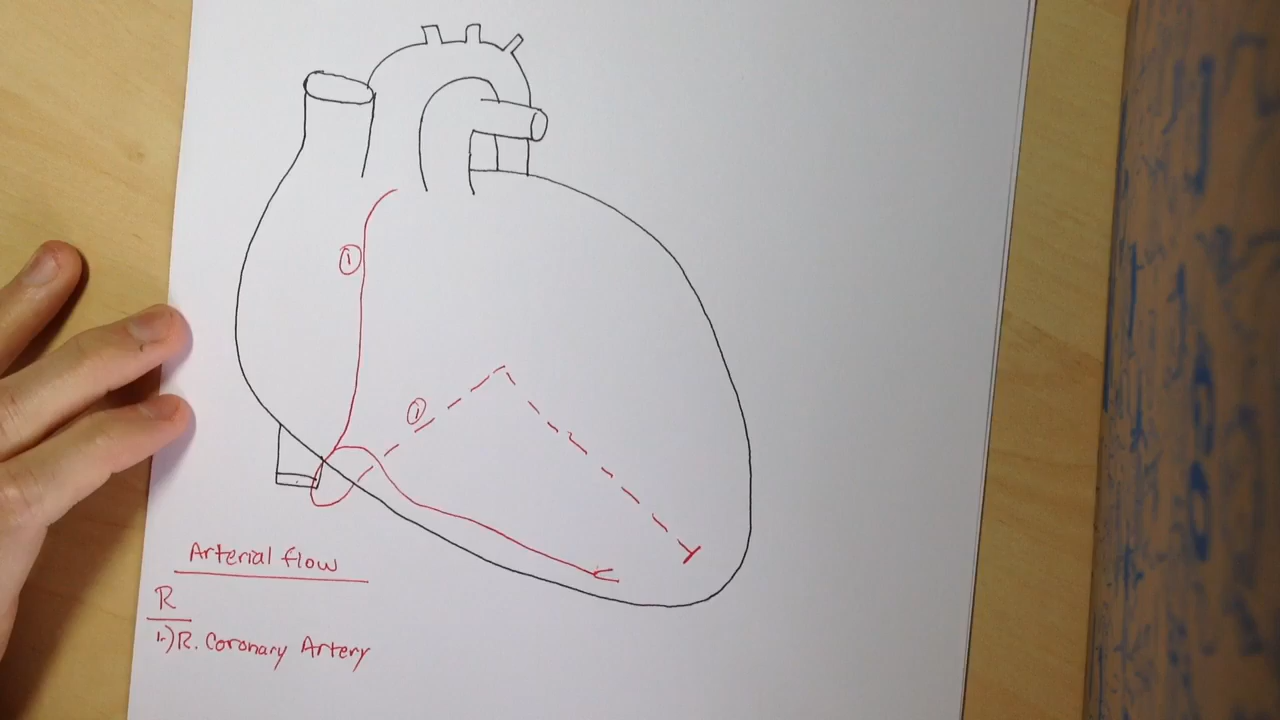 ①
①
Arterial flow
R
1.) R. Coronary Artery